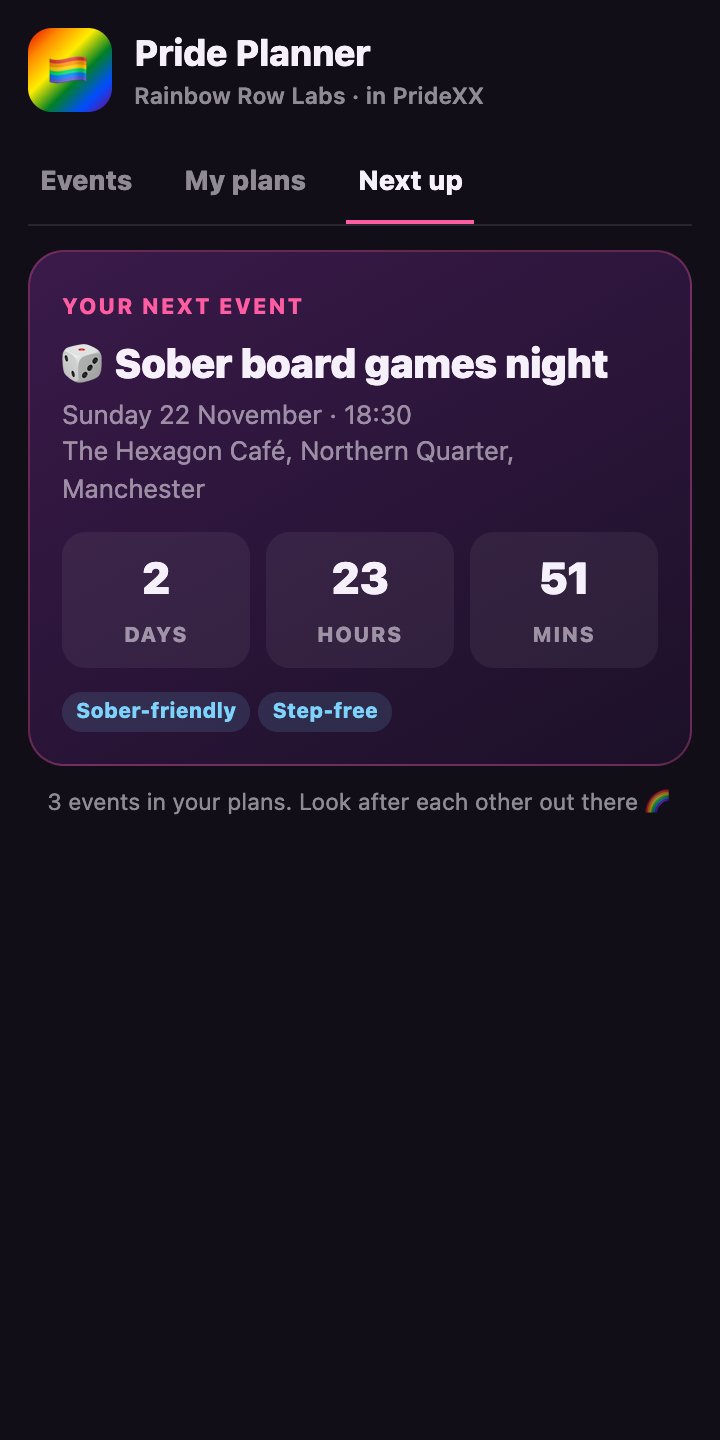 Pride Planner
Rainbow Row Labs · in PrideXX
Events
My plans
Next up
YOUR NEXT EVENT
🎲 Sober board games night
Sunday 22 November · 18:30
The Hexagon Café, Northern Quarter,
Manchester
2
DAYS
23
HOURS
51
MINS
Sober-friendly
Step-free
3 events in your plans. Look after each other out there 🌈